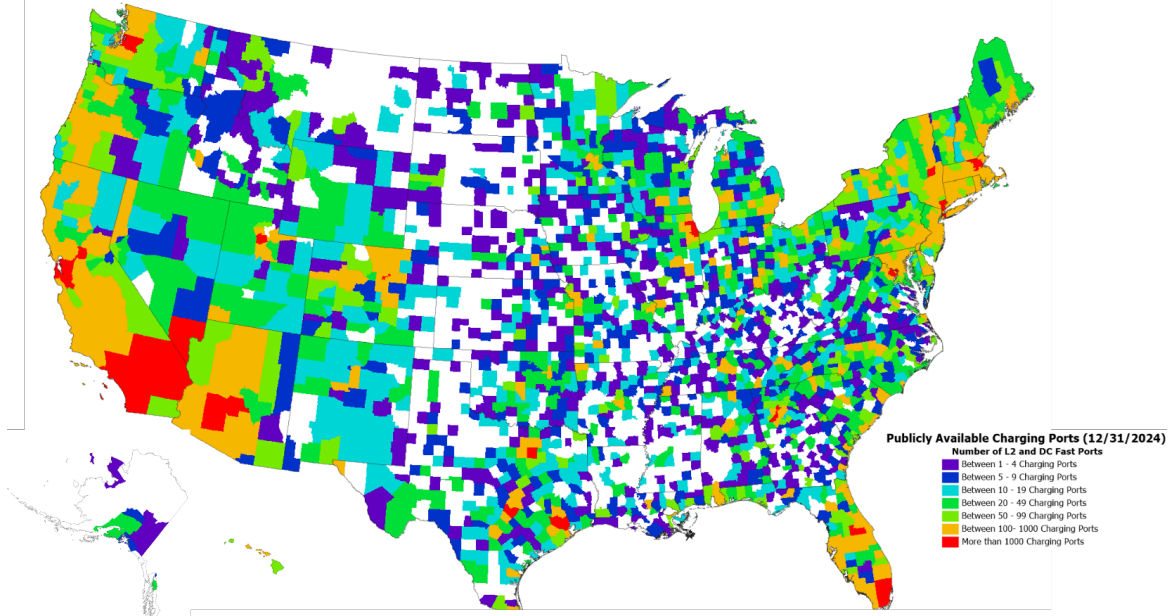 Publicly Available Charging Ports (12/31/2024)
Number of L2 and DC Fast Ports
Between 1 - 4 Charging Ports
Between 5 - 9 Charging Ports
Between 10 - 19 Charging Ports
Between 20 - 49 Charging Ports
Between 50 - 99 Charging Ports
Between 100- 1000 Charging Ports
More than 1000 Charging Ports